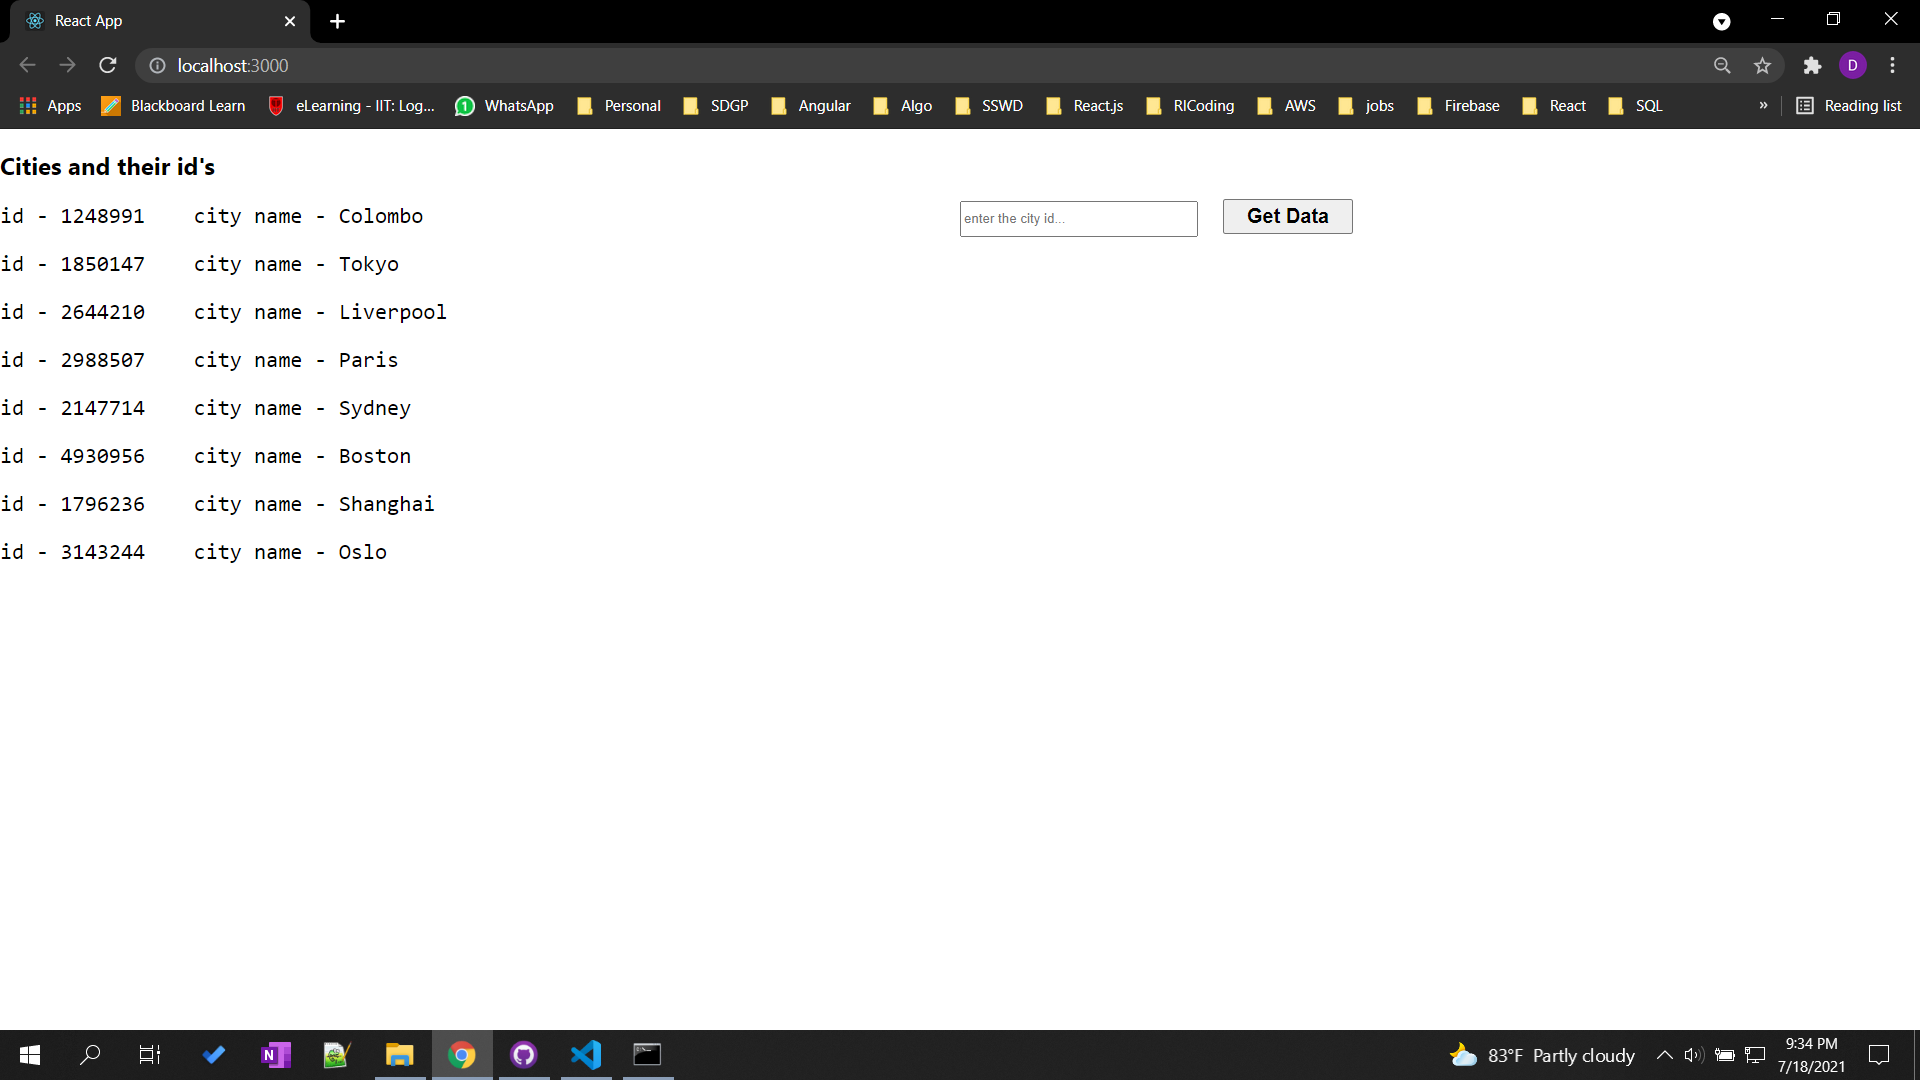 React App
localhost:3000
Apps Blackboard Learn eLearning - IIT: Log... WhatsApp Personal SDGP Angular Algo SSWD React.js RICoding AWS jobs Firebase React SQL » Reading list
D
1
Cities and their id's
id - 1248991 city name - Colombo
enter the city id... Get Data
id - 1850147 city name - Tokyo
id - 2644210 city name - Liverpool
id - 2988507 city name - Paris
id - 2147714 city name - Sydney
id - 4930956 city name - Boston
id - 1796236 city name - Shanghai
id - 3143244 city name - Oslo
N
83°F Partly cloudy
9:34 PM
7/18/2021